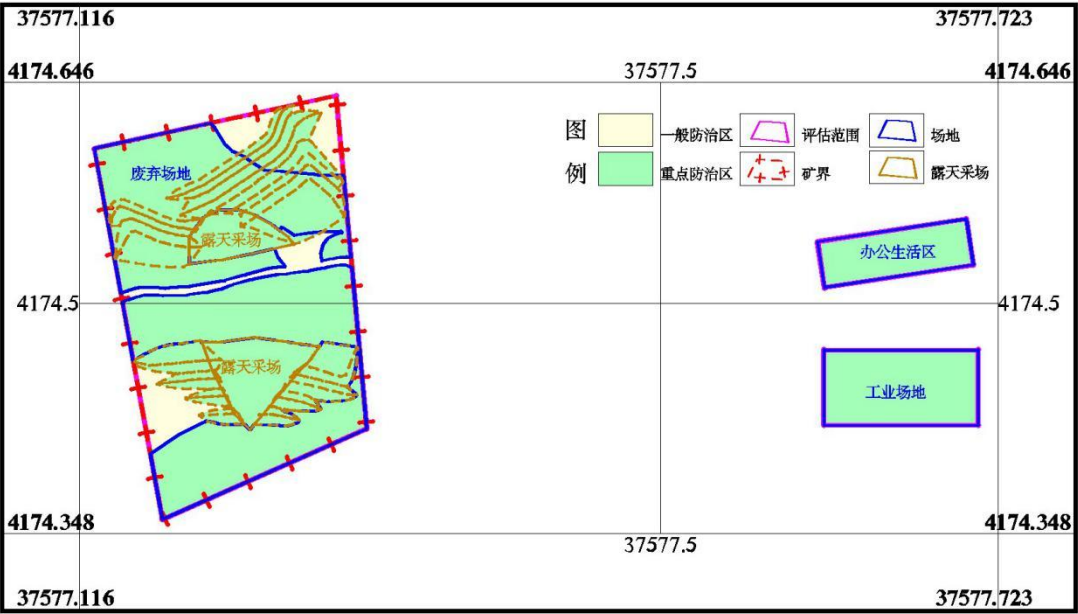 37577.116
37577.723
4174.646
37577.5
4174.646
图例
一般防治区
评估范围
场地
重点防治区
矿界
露天采场
废弃场地
露天采场
办公生活区
4174.5
4174.5
露天采场
工业场地
4174.348
37577.5
4174.348
37577.116
37577.723